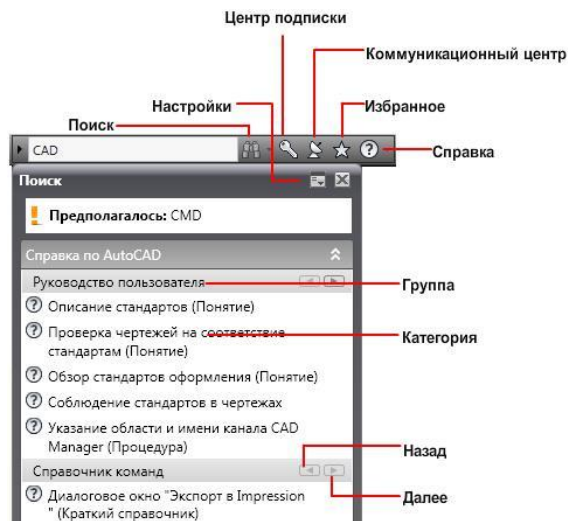 Центр подписки
Коммуникационный центр
Настройки
Избранное
Поиск
CAD
Справка
Поиск
Предполагалось: CMD
Справка по AutoCAD
Руководство пользователя
Группа
Описание стандартов (Понятие)
Проверка чертежей на соответствие
стандартам (Понятие)
Категория
Обзор стандартов оформления (Понятие)
Соблюдение стандартов в чертежах
Указание области и имени канала CAD
Manager (Процедура)
Назад
Справочник команд
Диалоговое окно "Экспорт в Impression
" (Краткий справочник)
Далее